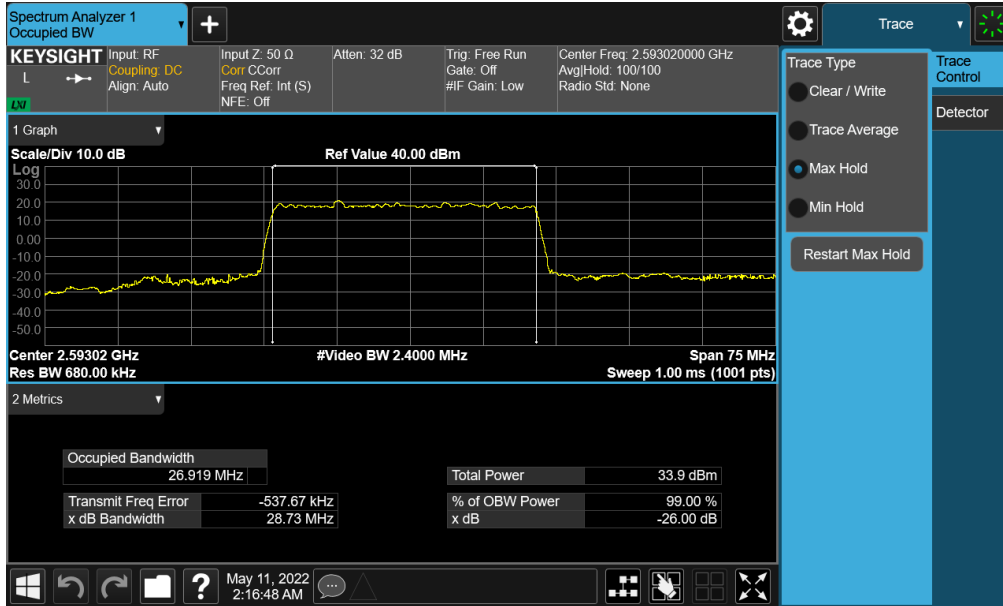 Spectrum Analyzer 1
Occupied BW
Trace
KEYSIGHT
L
LXI
Input: RF
Coupling: DC
Align: Auto
Input Z: 50 Ω
Corr CCorr
Freq Ref: Int (S)
NFE: Off
Atten: 32 dB
Trig: Free Run
Gate: Off
#IF Gain: Low
Center Freq: 2.593020000 GHz
Avg|Hold: 100/100
Radio Std: None
Trace Type
Clear / Write
Trace Average
Max Hold
Min Hold
Restart Max Hold
Trace
Control
Detector
1 Graph
Scale/Div 10.0 dB
Ref Value 40.00 dBm
Log
30.0
20.0
10.0
0.00
-10.0
-20.0
-30.0
-40.0
-50.0
Center 2.59302 GHz
#Video BW 2.4000 MHz
Span 75 MHz
Res BW 680.00 kHz
Sweep 1.00 ms (1001 pts)
2 Metrics
Occupied Bandwidth
26.919 MHz
Total Power 33.9 dBm
Transmit Freq Error -537.67 kHz
% of OBW Power 99.00 %
x dB Bandwidth 28.73 MHz
x dB -26.00 dB
?
May 11, 2022
2:16:48 AM